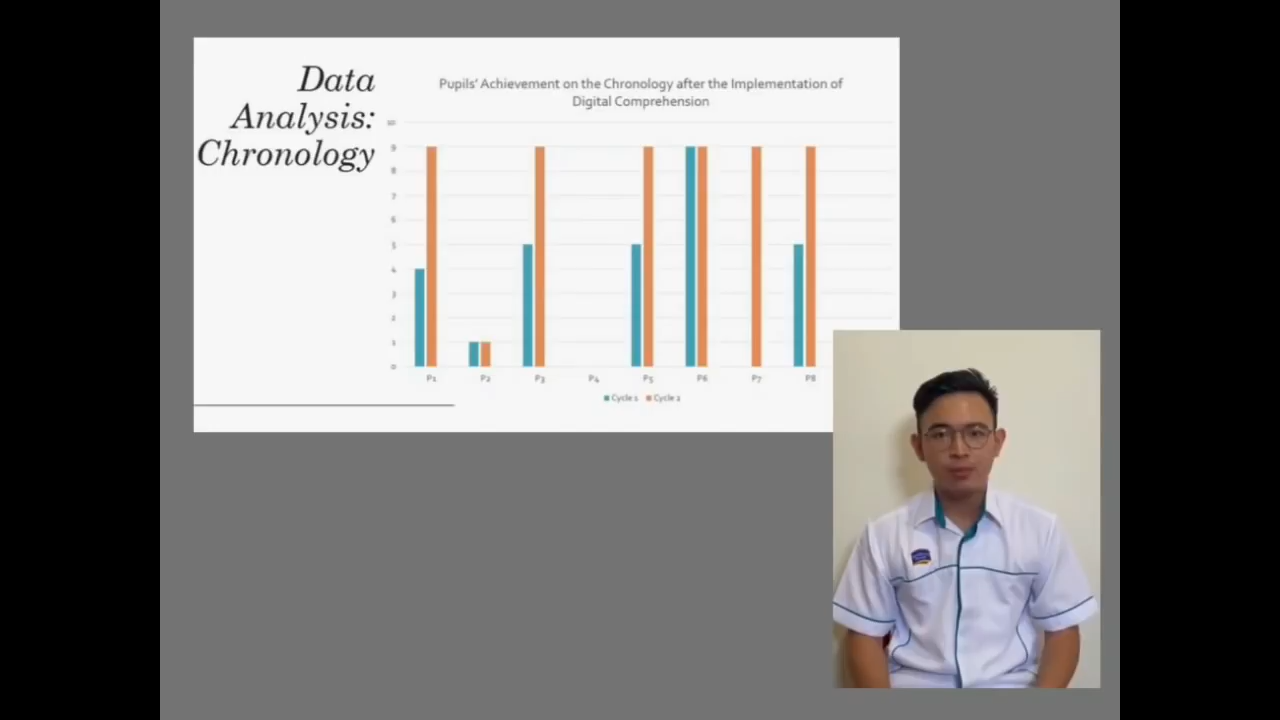 Data
Analysis:
Chronology
Pupils' Achievement on the Chronology after the Implementation of
Digital Comprehension
10
9
8
7
6
5
4
3
2
1
0
P1 P2 P3 P4 P5 P6 P7 P8
Cycle 1 Cycle 2